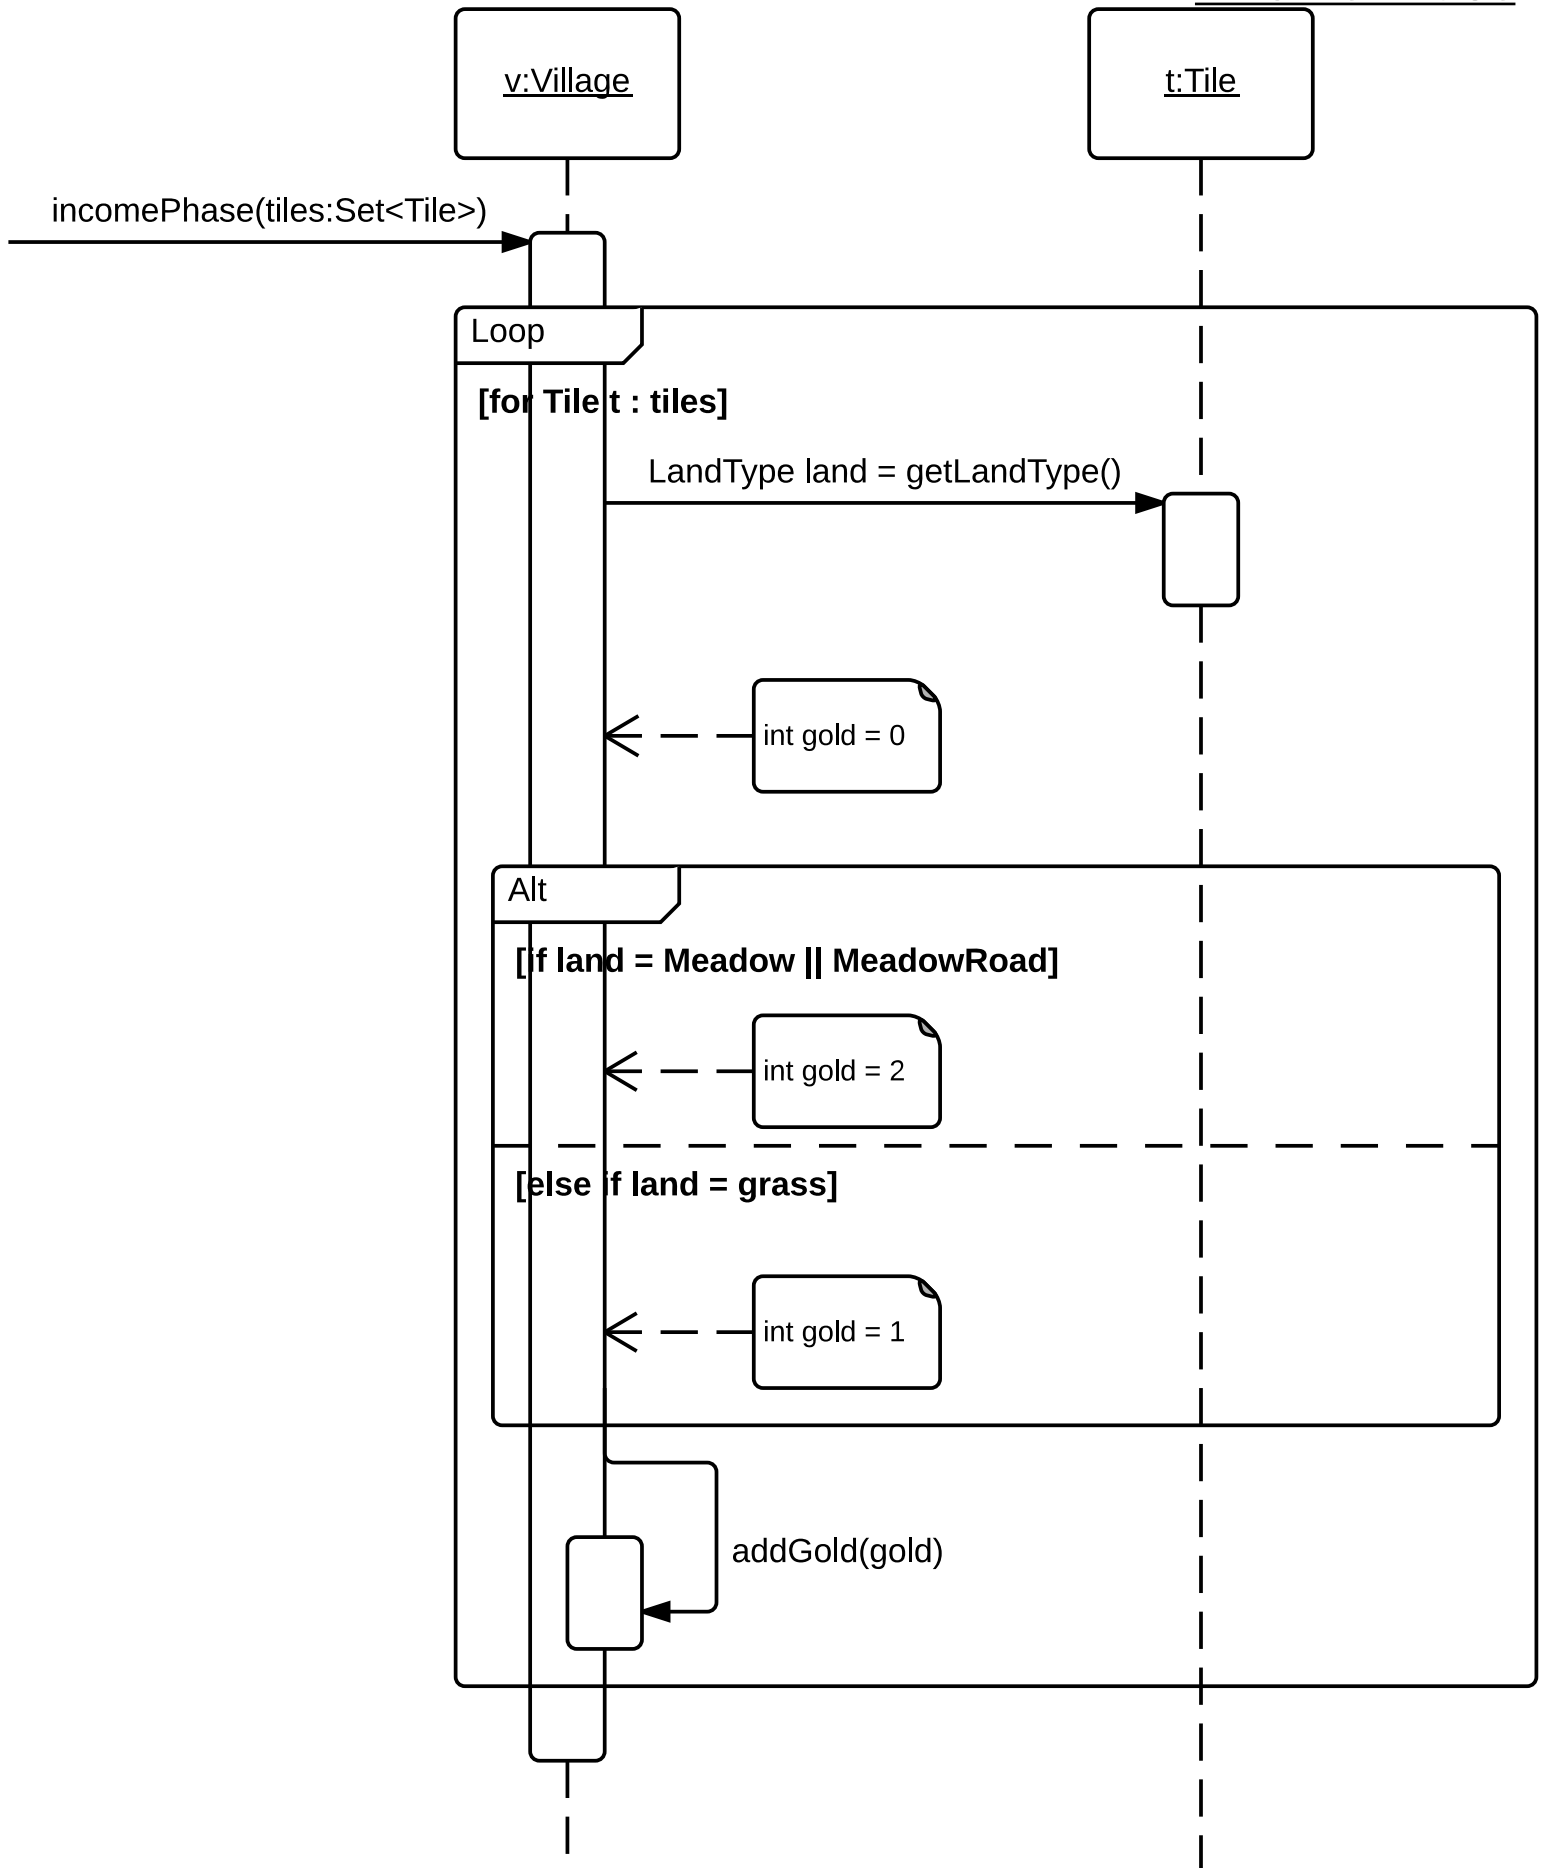 v:Village
t:Tile
incomePhase(tiles:Set<Tile>)
Loop
[for Tile t : tiles]
LandType land = getLandType()
int gold = 0
Alt
[if land = Meadow || MeadowRoad]
int gold = 2
[else if land = grass]
int gold = 1
addGold(gold)